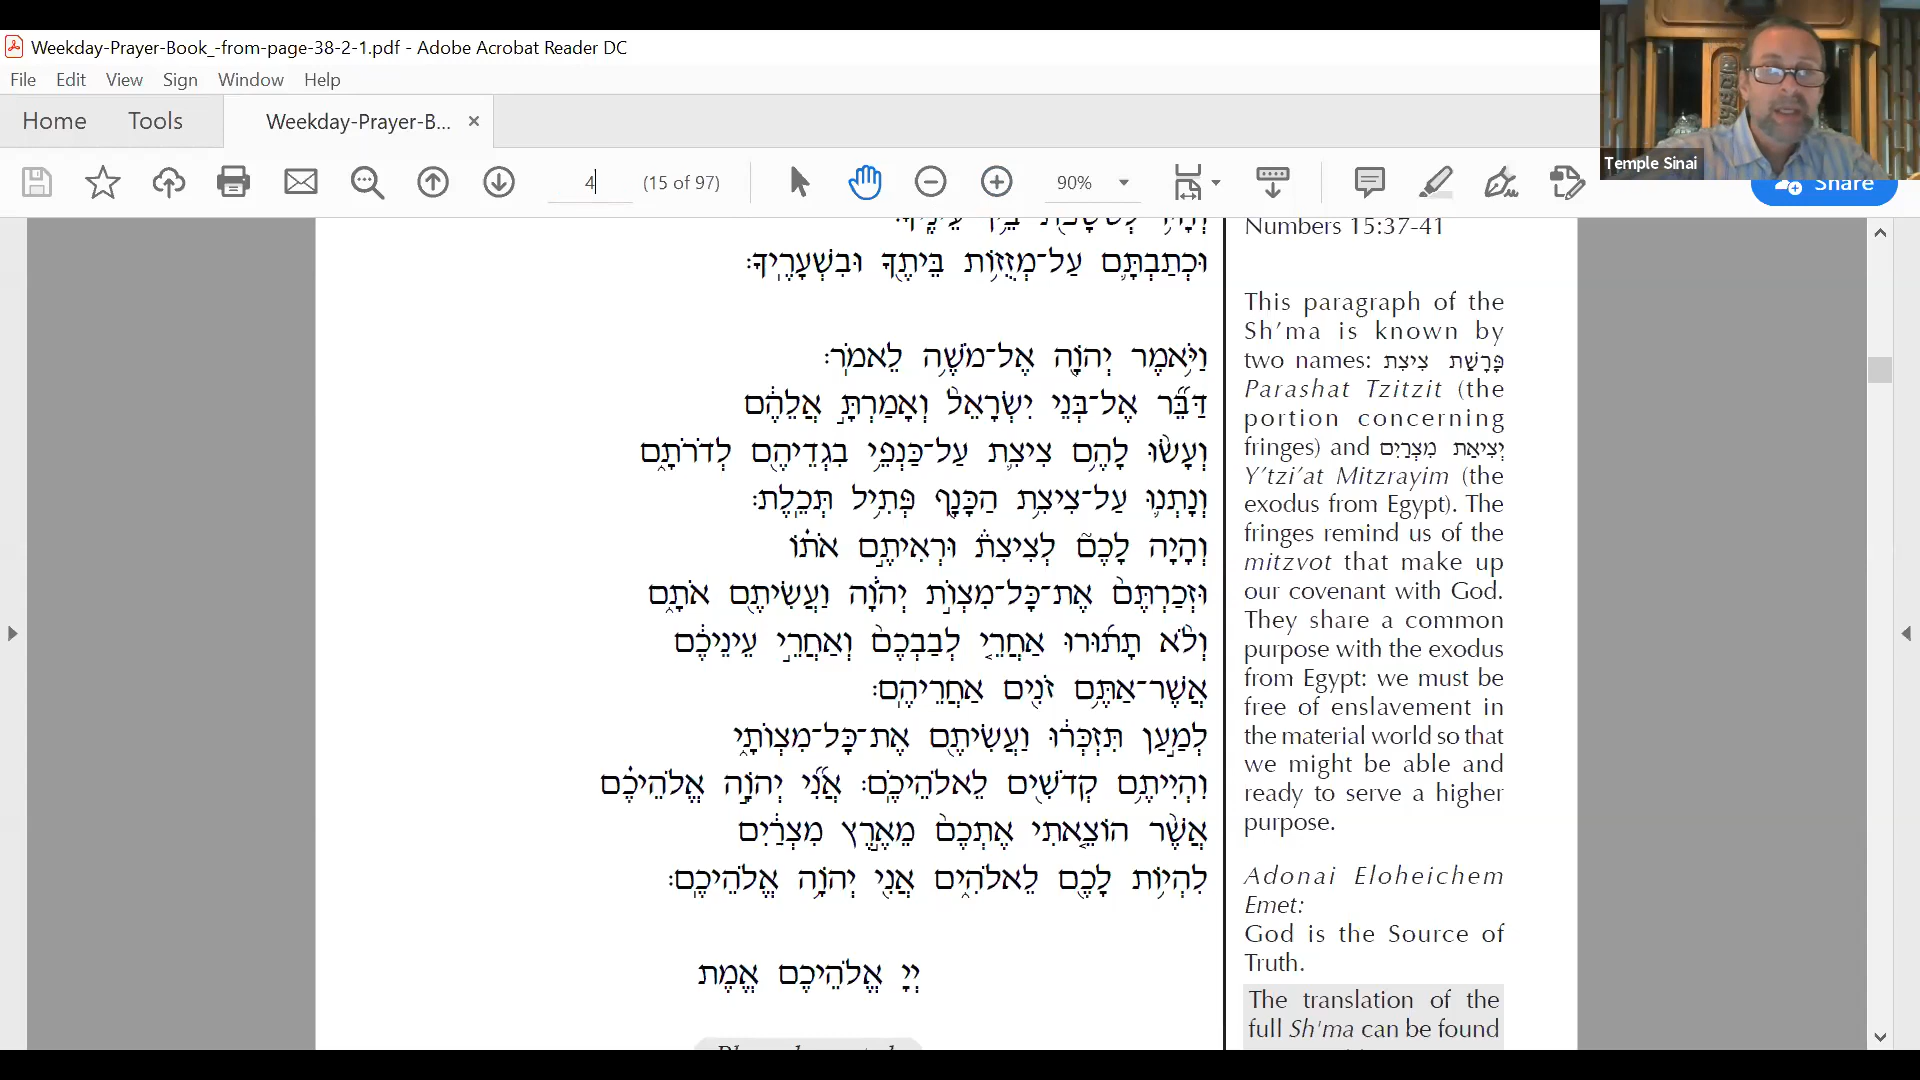 Weekday-Prayer-Book_-from-page-38-2-1.pdf - Adobe Acrobat Reader DC
File Edit View Sign Window Help
Home Tools Weekday-Prayer-B... ×
4 (15 of 97) 90% Share
Temple Sinai
בֵּ֥ין עֵינֶֽיךָ׃
וּכְתַבְתָּ֛ם עַל־מְזֻז֥וֹת בֵּיתֶ֖ךָ וּבִשְׁעָרֶֽיךָ׃
וַיֹּ֥אמֶר יְהוָ֖ה אֶל־מֹשֶׁ֥ה לֵּאמֹֽר׃
דַּבֵּ֞ר אֶל־בְּנֵ֤י יִשְׂרָאֵל֙ וְאָמַרְתָּ֣ אֲלֵהֶ֔ם
וְעָשׂ֨וּ לָהֶ֥ם צִיצִ֛ת עַל־כַּנְפֵ֥י בִגְדֵיהֶ֖ם לְדֹרֹתָ֑ם
וְנָֽתְנ֛וּ עַל־צִיצִ֥ת הַכָּנָ֖ף פְּתִ֥יל תְּכֵֽלֶת׃
וְהָיָ֣ה לָכֶם֮ לְצִיצִת֒ וּרְאִיתֶ֣ם אֹת֗וֹ
וּזְכַרְתֶּם֙ אֶת־כָּל־מִצְוֺ֣ת יְהוָ֔ה וַעֲשִׂיתֶ֖ם אֹתָ֑ם
וְלֹ֨א תָת֜וּרוּ אַחֲרֵ֤י לְבַבְכֶם֙ וְאַחֲרֵ֣י עֵֽינֵיכֶ֔ם
אֲשֶׁר־אַתֶּ֥ם זֹנִ֖ים אַחֲרֵיהֶֽם׃
לְמַ֣עַן תִּזְכְּר֔וּ וַעֲשִׂיתֶ֖ם אֶת־כָּל־מִצְוֺתָ֑י
וִהְיִיתֶ֥ם קְדֹשִׁ֖ים לֵאלֹֽהֵיכֶֽם׃ אֲנִ֞י יְהוָ֣ה אֱלֹֽהֵיכֶ֗ם
אֲשֶׁ֨ר הוֹצֵ֤אתִי אֶתְכֶם֙ מֵאֶ֣רֶץ מִצְרַ֔יִם
לִהְי֥וֹת לָכֶ֖ם לֵאלֹהִ֑ים אֲנִ֖י יְהוָ֥ה אֱלֹהֵיכֶֽם׃
יְיָ אֱלֹהֵיכֶם אֱמֶת
Numbers 15:37-41
This paragraph of the
Sh'ma is known by
two names: פָּרָשַׁת צִיצִת
Parashat Tzitzit (the
portion concerning
fringes) and יְצִיאַת מִצְרַיִם
Y'tzi'at Mitzrayim (the
exodus from Egypt). The
fringes remind us of the
mitzvot that make up
our covenant with God.
They share a common
purpose with the exodus
from Egypt: we must be
free of enslavement in
the material world so that
we might be able and
ready to serve a higher
purpose.
Adonai Eloheichem
Emet:
God is the Source of
Truth.
The translation of the
full Sh'ma can be found